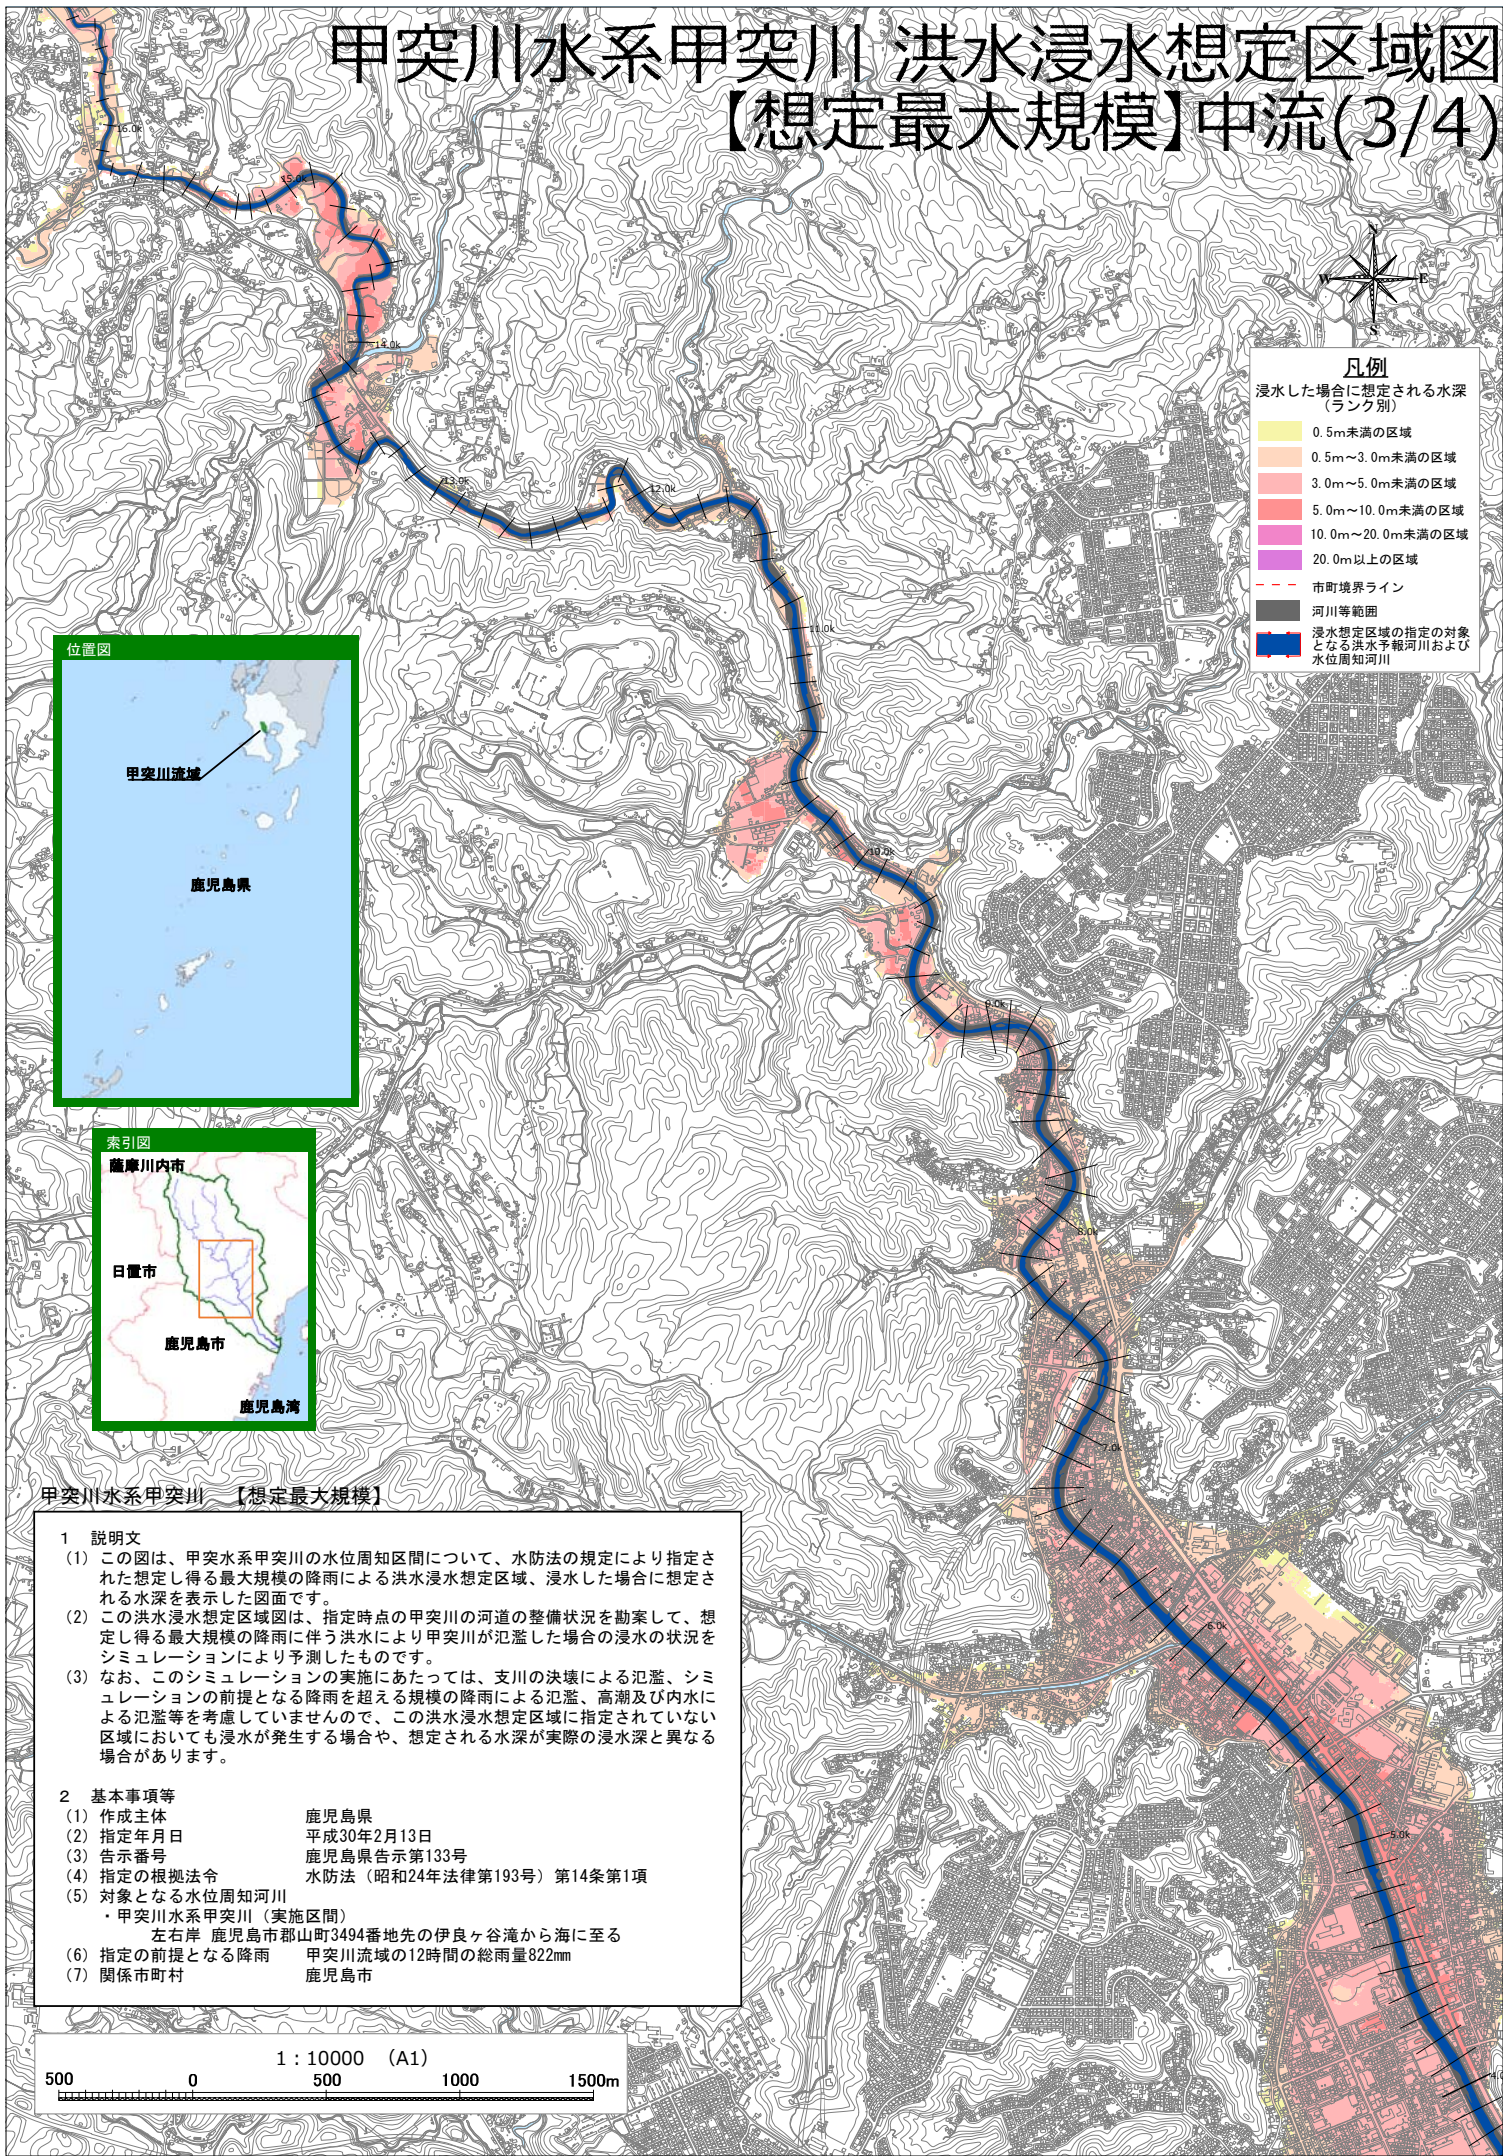 甲突川水系甲突川 洪水浸水想定区域図
【想定最大規模】中流(3/4)
16.0k
15.0k
14.0k
13.0k
12.0k
11.0k
10.0k
9.0k
8.0k
7.0k
6.0k
5.0k
N
W
E
S
凡例
浸水した場合に想定される水深
(ランク別)
0.5m未満の区域
0.5m~3.0m未満の区域
3.0m~5.0m未満の区域
5.0m~10.0m未満の区域
10.0m~20.0m未満の区域
20.0m以上の区域
市町境界ライン
河川等範囲
浸水想定区域の指定の対象
となる洪水予報河川および
水位周知河川
位置図
甲突川流域
鹿児島県
索引図
薩摩川内市
日置市
鹿児島市
鹿児島湾
甲突川水系甲突川 【想定最大規模】
1 説明文
(1) この図は、甲突水系甲突川の水位周知区間について、水防法の規定により指定さ
れた想定し得る最大規模の降雨による洪水浸水想定区域、浸水した場合に想定さ
れる水深を表示した図面です。
(2) この洪水浸水想定区域図は、指定時点の甲突川の河道の整備状況を勘案して、想
定し得る最大規模の降雨に伴う洪水により甲突川が氾濫した場合の浸水の状況を
シミュレーションにより予測したものです。
(3) なお、このシミュレーションの実施にあたっては、支川の決壊による氾濫、シミ
ュレーションの前提となる降雨を超える規模の降雨による氾濫、高潮及び内水に
よる氾濫等を考慮していませんので、この洪水浸水想定区域に指定されていない
区域においても浸水が発生する場合や、想定される水深が実際の浸水深と異なる
場合があります。
2 基本事項等
(1) 作成主体 鹿児島県
(2) 指定年月日 平成30年2月13日
(3) 告示番号 鹿児島県告示第133号
(4) 指定の根拠法令 水防法（昭和24年法律第193号）第14条第1項
(5) 対象となる水位周知河川
・甲突川水系甲突川（実施区間）
左右岸 鹿児島市郡山町3494番地先の伊良ヶ谷滝から海に至る
(6) 指定の前提となる降雨 甲突川流域の12時間の総雨量822mm
(7) 関係市町村 鹿児島市
1：10000 (A1)
500 0 500 1000 1500m